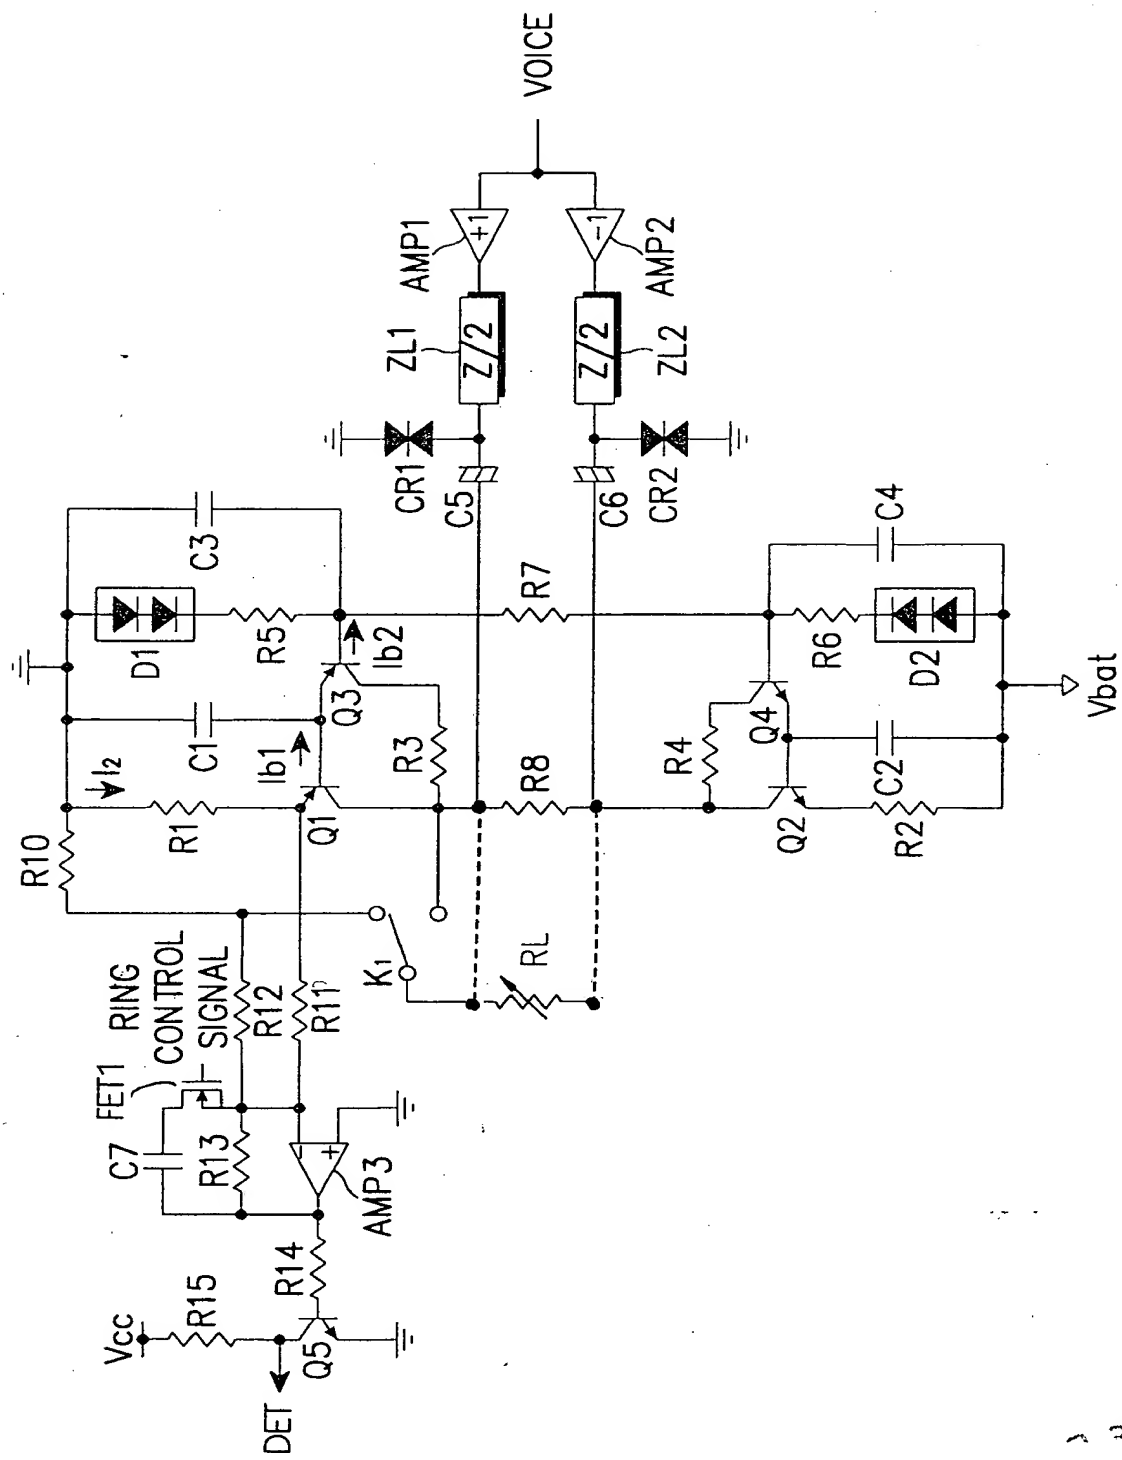 VOICE
AMP1
+1
AMP2
-1
ZL1
Z/2
Z/2
ZL2
CR1
C5
C6
CR2
C3
D1
R5
Ib2
Q3
C1
Ib1
R3
R7
R8
C4
R6
D2
Q4
R4
C2
Q2
R2
Vbat
I2
R1
Q1
R10
K1
RL
RING
CONTROL
SIGNAL
FET1
R12
R11
C7
R13
-
+
AMP3
R14
Vcc
R15
Q5
DET